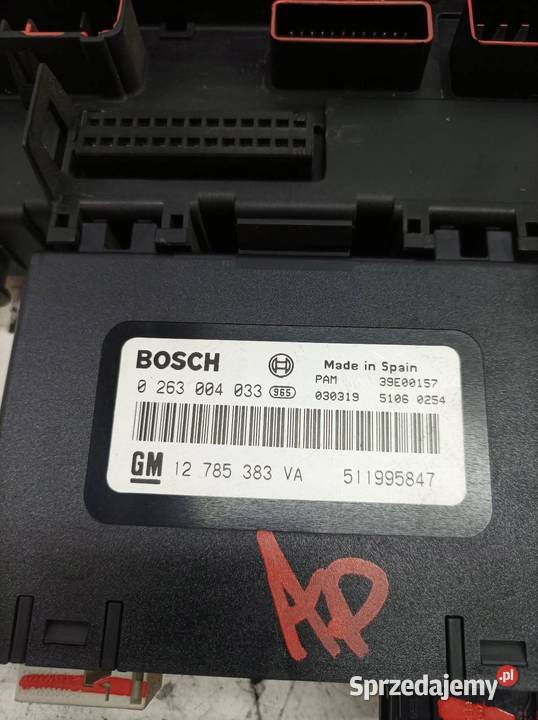 BOSCH Made in Spain
0 263 004 033 965 PAM 39E00157
030319 5106 0254
GM 12 785 383 VA 511995847
AP
Sprzedajemy.pl